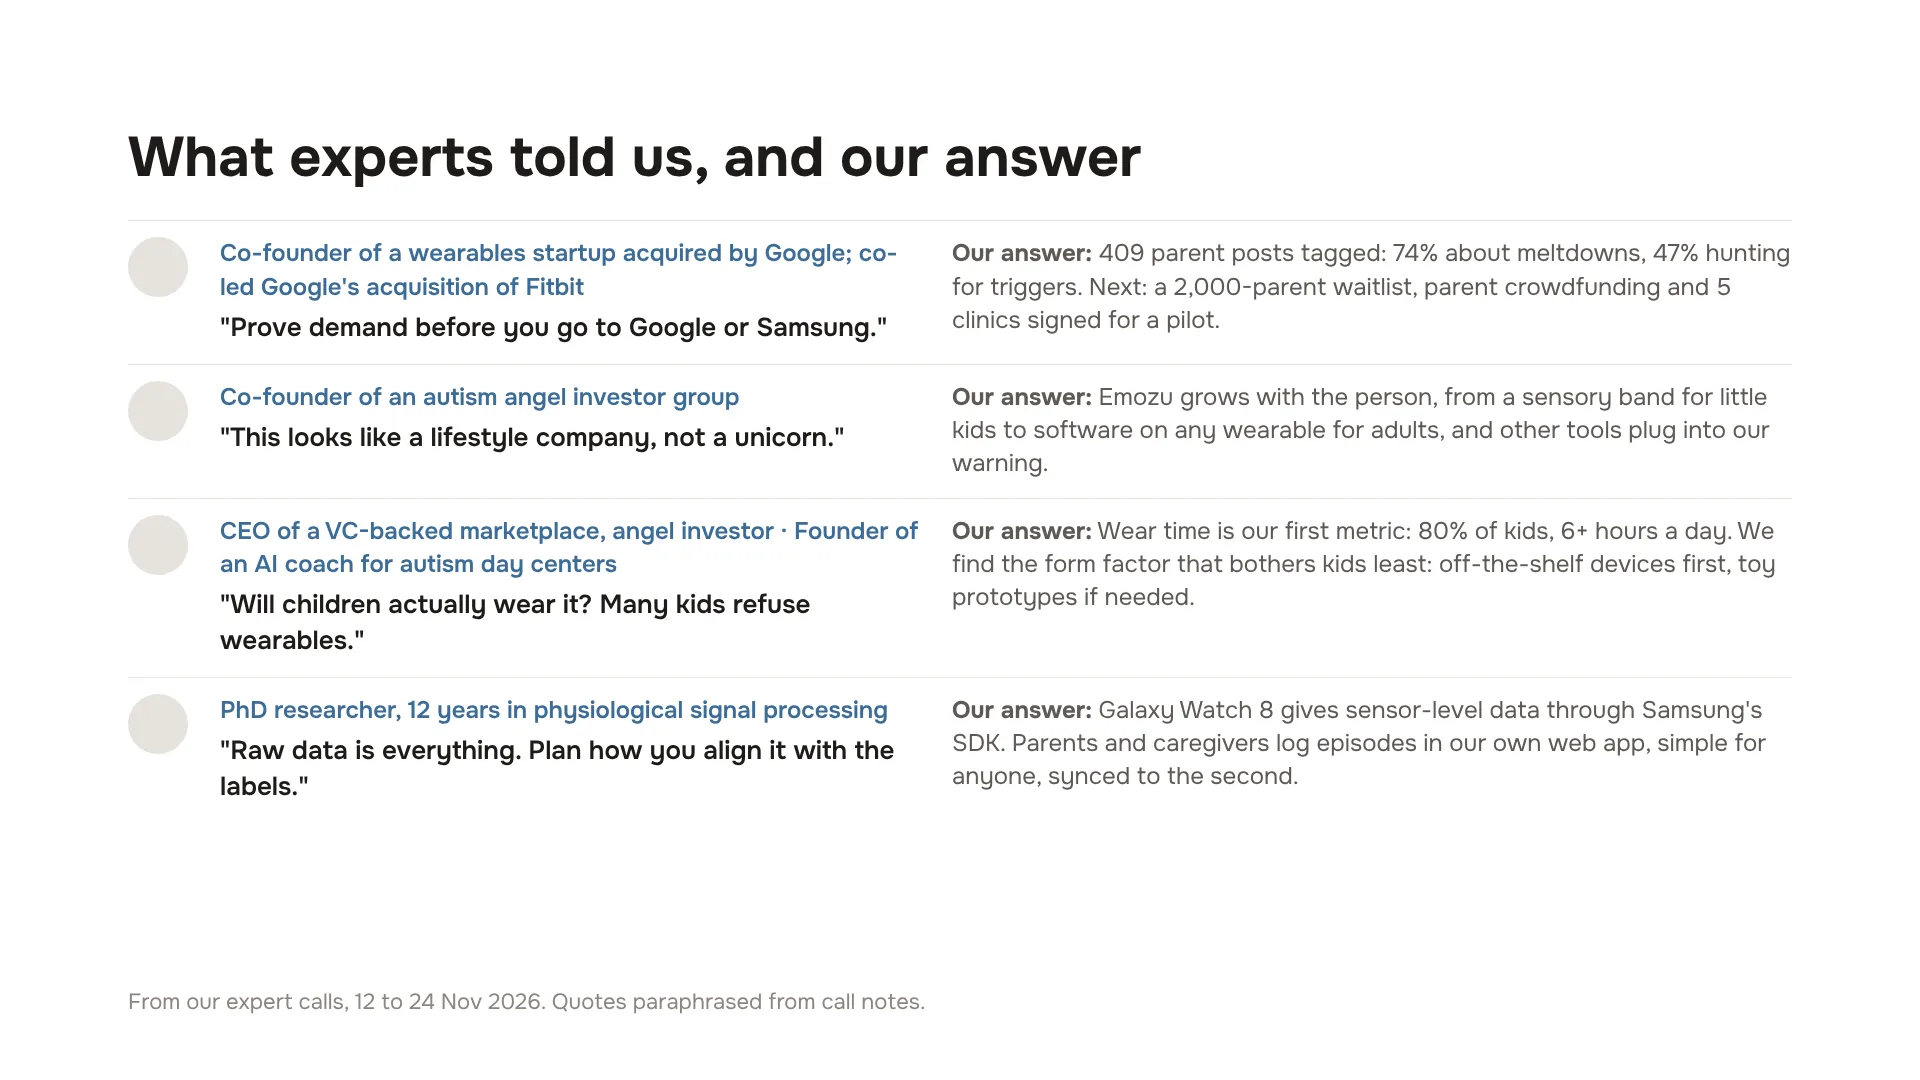 What experts told us, and our answer
Co-founder of a wearables startup acquired by Google; co-
led Google's acquisition of Fitbit
"Prove demand before you go to Google or Samsung."
Our answer: 409 parent posts tagged: 74% about meltdowns, 47% hunting
for triggers. Next: a 2,000-parent waitlist, parent crowdfunding and 5
clinics signed for a pilot.
Co-founder of an autism angel investor group
"This looks like a lifestyle company, not a unicorn."
Our answer: Emozu grows with the person, from a sensory band for little
kids to software on any wearable for adults, and other tools plug into our
warning.
CEO of a VC-backed marketplace, angel investor · Founder of
an AI coach for autism day centers
"Will children actually wear it? Many kids refuse
wearables."
Our answer: Wear time is our first metric: 80% of kids, 6+ hours a day. We
find the form factor that bothers kids least: off-the-shelf devices first, toy
prototypes if needed.
PhD researcher, 12 years in physiological signal processing
"Raw data is everything. Plan how you align it with the
labels."
Our answer: Galaxy Watch 8 gives sensor-level data through Samsung's
SDK. Parents and caregivers log episodes in our own web app, simple for
anyone, synced to the second.
From our expert calls, 12 to 24 Nov 2026. Quotes paraphrased from call notes.